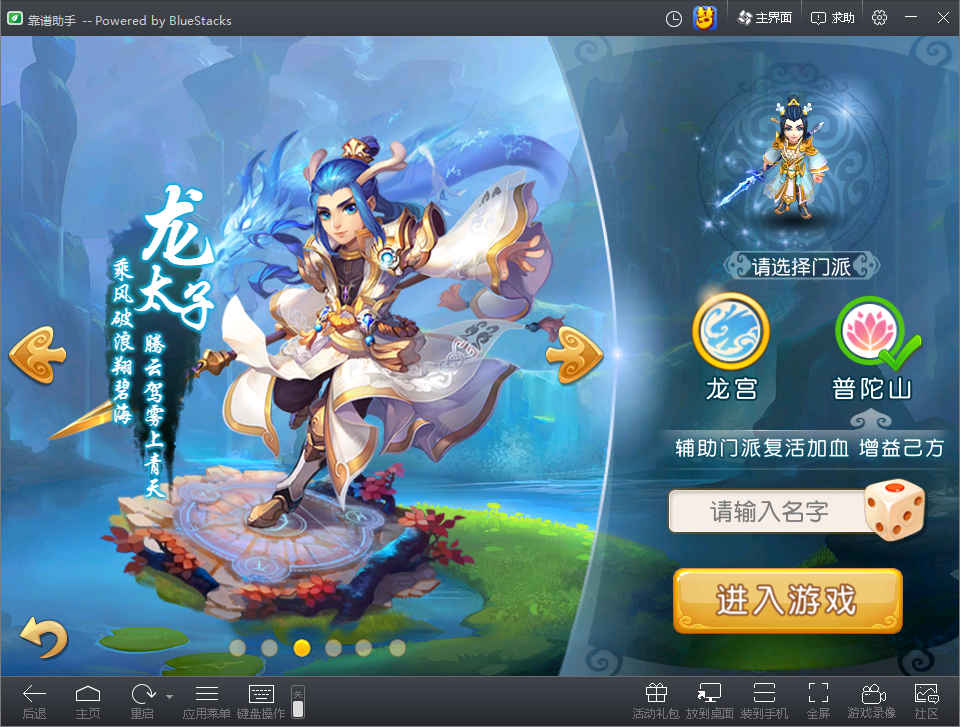 靠谱助手 -- Powered by BlueStacks
主界面
求助
龙太子
乘风破浪翔碧海
腾云驾雾上青天
请选择门派
龙宫
普陀山
辅助门派复活加血 增益己方
请输入名字
进入游戏
后退
主页
重启
应用菜单
键盘操作
关
活动礼包
放到桌面
装到手机
全屏
游戏录像
社区